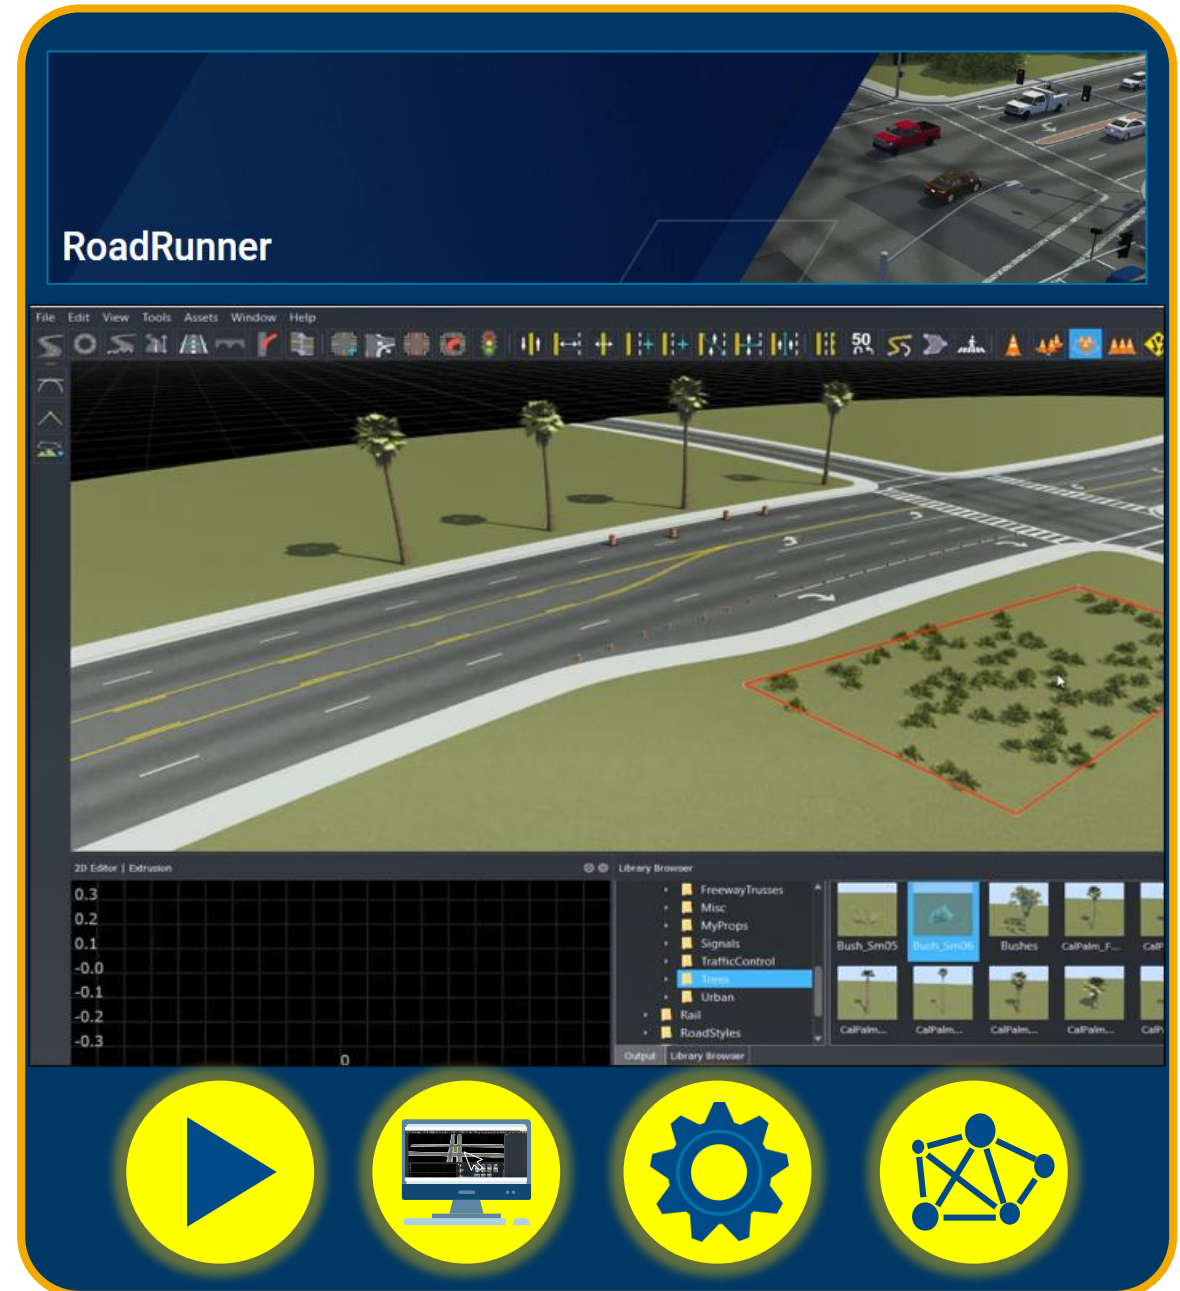 RoadRunner
File Edit View Tools Assets Window Help
50
2D Editor | Extrusion
Library Browser
0.3
0.2
0.1
-0.0
-0.1
-0.2
-0.3
0
FreewayTrusses
Misc
MyProps
Signals
TrafficControl
Trees
Urban
Rail
RoadStyles
Bush_Sm05 Bush_Sm06 Bushes CalPalm_F... CalP
CalPalm... CalPalm... CalPalm... CalPalm... CalP
Output Library Browser